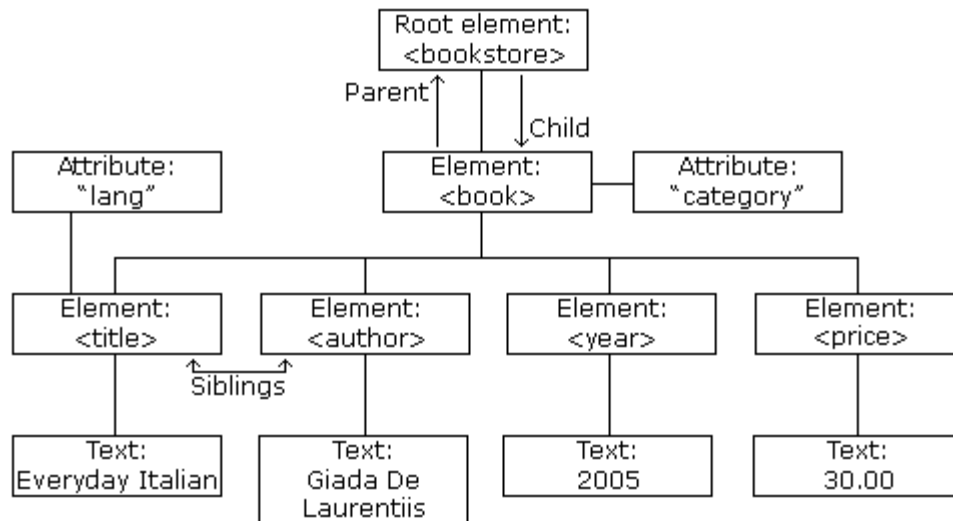 Root element:
<bookstore>
Parent
Child
Attribute:
“lang”
Element:
<book>
Attribute:
“category”
Element:
<title>
Element:
<author>
Element:
<year>
Element:
<price>
Siblings
Text:
Everyday Italian
Text:
Giada De
Laurentiis
Text:
2005
Text:
30.00